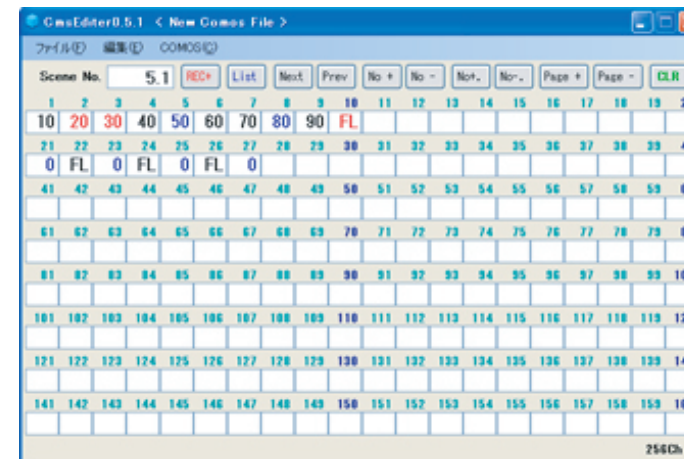 CmsEditer0.5.1 < New Comos File >
ファイル(F) 編集(E) COMOS(C)
Scene No. 5.1 REC* List Next Prev No + No - No+. No-. Page + Page - CLR
1 2 3 4 5 6 7 8 9 10 11 12 13 14 15 16 17 18 19
10 20 30 40 50 60 70 80 90 FL
21 22 23 24 25 26 27 28 29 30 31 32 33 34 35 36 37 38 39
0 FL 0 FL 0 FL 0
41 42 43 44 45 46 47 48 49 50 51 52 53 54 55 56 57 58 59
61 62 63 64 65 66 67 68 69 70 71 72 73 74 75 76 77 78 79
81 82 83 84 85 86 87 88 89 90 91 92 93 94 95 96 97 98 99
101 102 103 104 105 106 107 108 109 110 111 112 113 114 115 116 117 118 119
121 122 123 124 125 126 127 128 129 130 131 132 133 134 135 136 137 138 139
141 142 143 144 145 146 147 148 149 150 151 152 153 154 155 156 157 158 159
256Ch